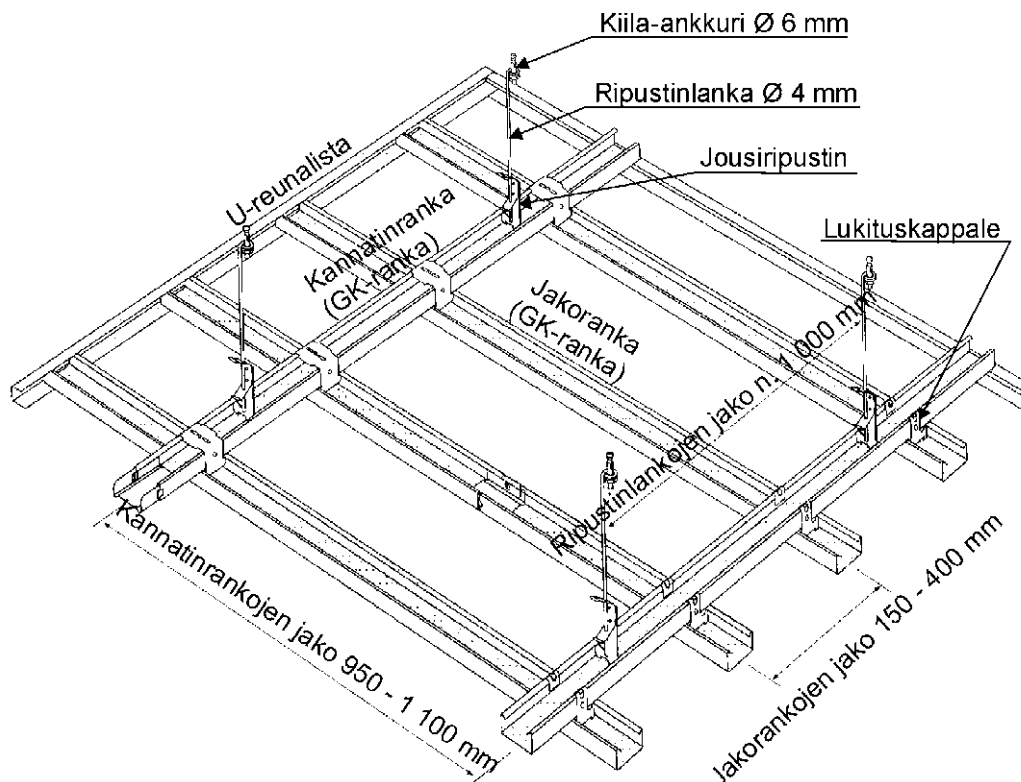 Kiila-ankkuri Ø 6 mm
Ripustinlanka Ø 4 mm
Jousiripustin
U-reunalista
Kannatinranka
(GK-ranka)
Lukituskappale
Jakoranka
(GK-ranka)
Ripustinlankojen jako n. 1 000 mm
Kannatinrankojen jako 950 - 1 100 mm
Jakorankojen jako 150 - 400 mm